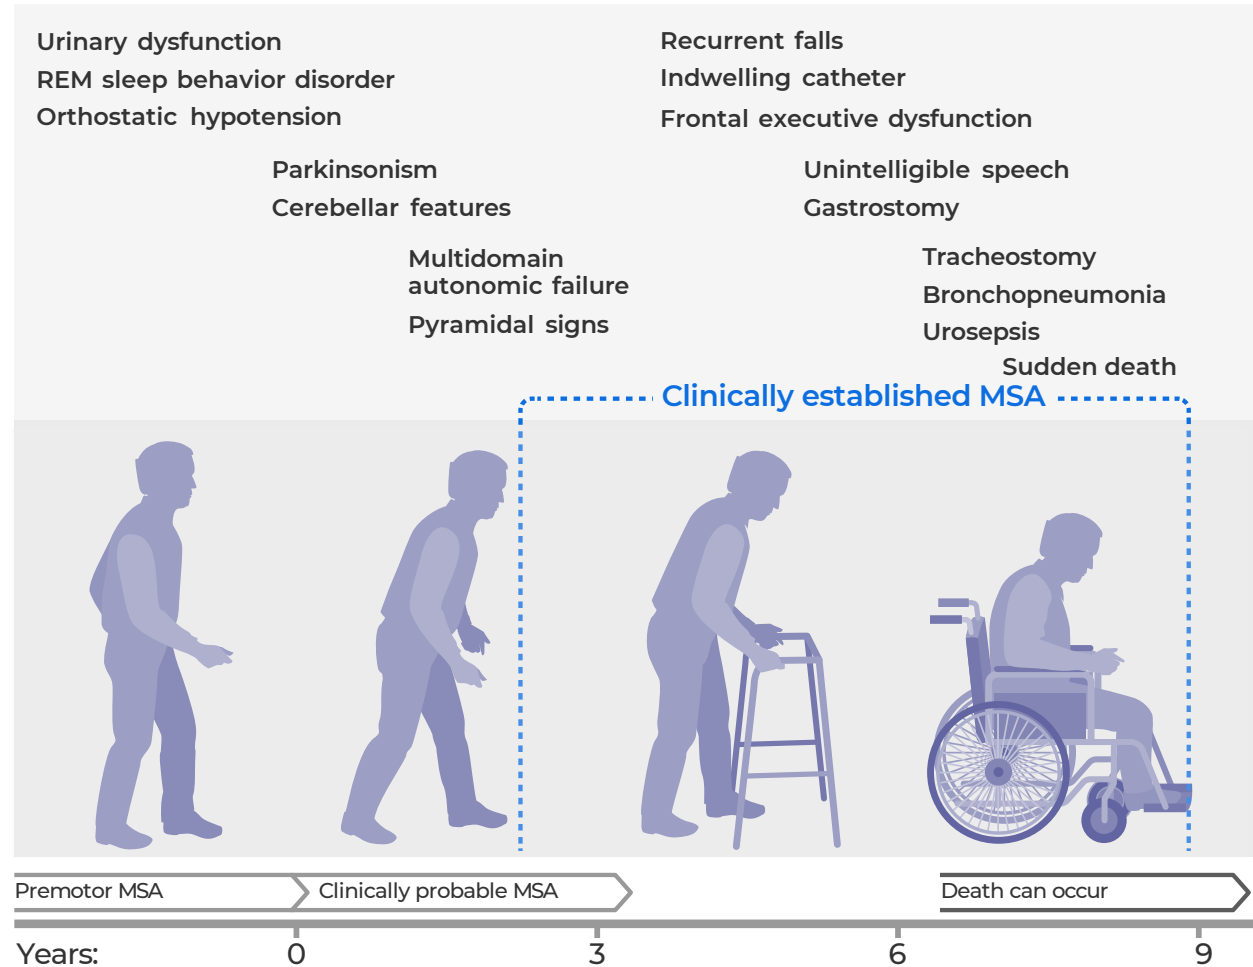 Urinary dysfunction
REM sleep behavior disorder
Orthostatic hypotension
Recurrent falls
Indwelling catheter
Frontal executive dysfunction
Parkinsonism
Cerebellar features
Unintelligible speech
Gastrostomy
Multidomain
autonomic failure
Pyramidal signs
Tracheostomy
Bronchopneumonia
Urosepsis
Sudden death
Clinically established MSA
Premotor MSA
Clinically probable MSA
Death can occur
Years: 0 3 6 9